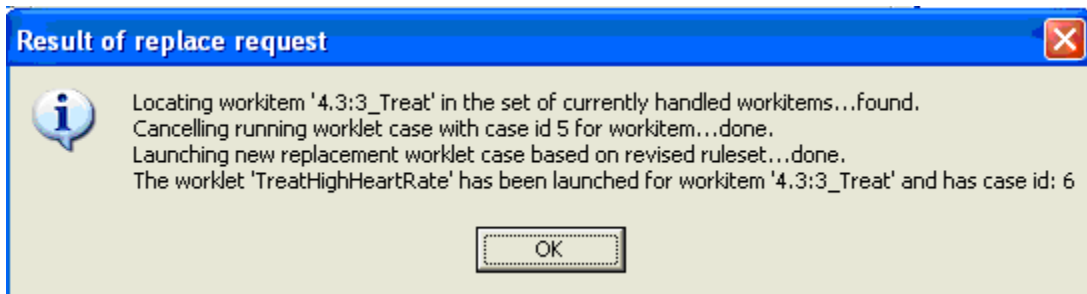 Result of replace request
Locating workitem '4.3:3_Treat' in the set of currently handled workitems...found.
Cancelling running worklet case with case id 5 for workitem...done.
Launching new replacement worklet case based on revised ruleset...done.
The worklet 'TreatHighHeartRate' has been launched for workitem '4.3:3_Treat' and has case id: 6
OK